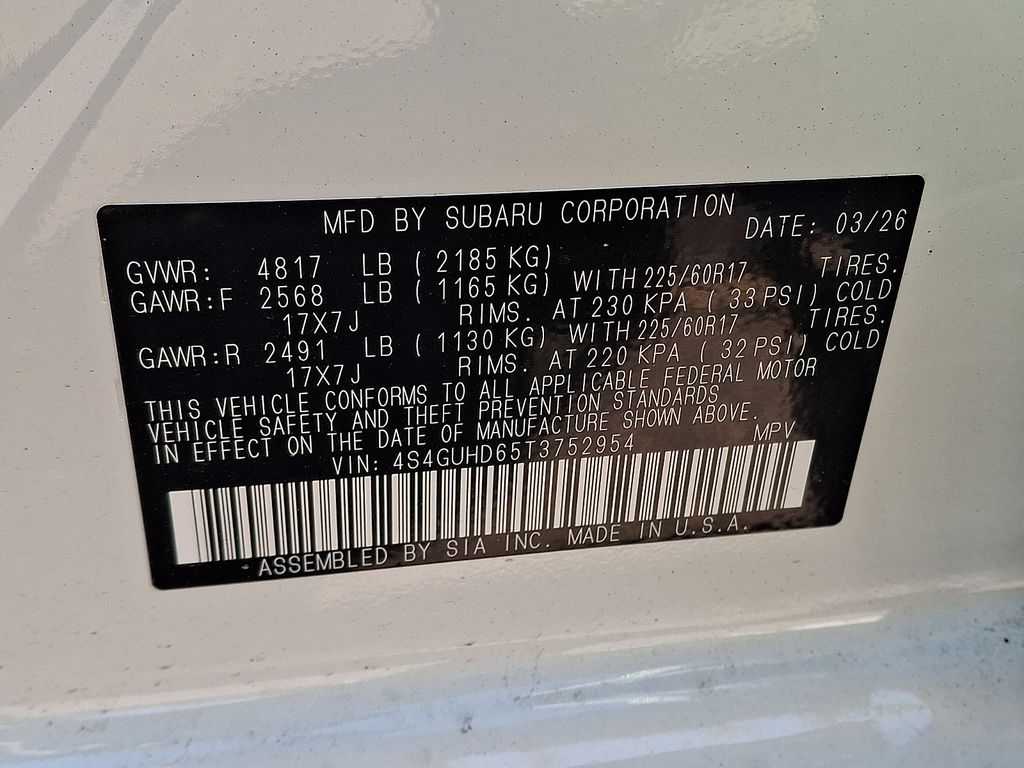 MFD BY SUBARU CORPORATION DATE: 03/26
GVWR: 4817 LB ( 2185 KG)
GAWR:F 2568 LB ( 1165 KG) WITH 225/60R17 TIRES.
17X7J RIMS. AT 230 KPA ( 33 PSI) COLD
GAWR:R 2491 LB ( 1130 KG) WITH 225/60R17 TIRES.
17X7J RIMS. AT 220 KPA ( 32 PSI) COLD
THIS VEHICLE CONFORMS TO ALL APPLICABLE FEDERAL MOTOR
VEHICLE SAFETY AND THEFT PREVENTION STANDARDS
IN EFFECT ON THE DATE OF MANUFACTURE SHOWN ABOVE.
VIN: 4S4GUHD65T3752954 MPV
ASSEMBLED BY SIA INC. MADE IN U.S.A.